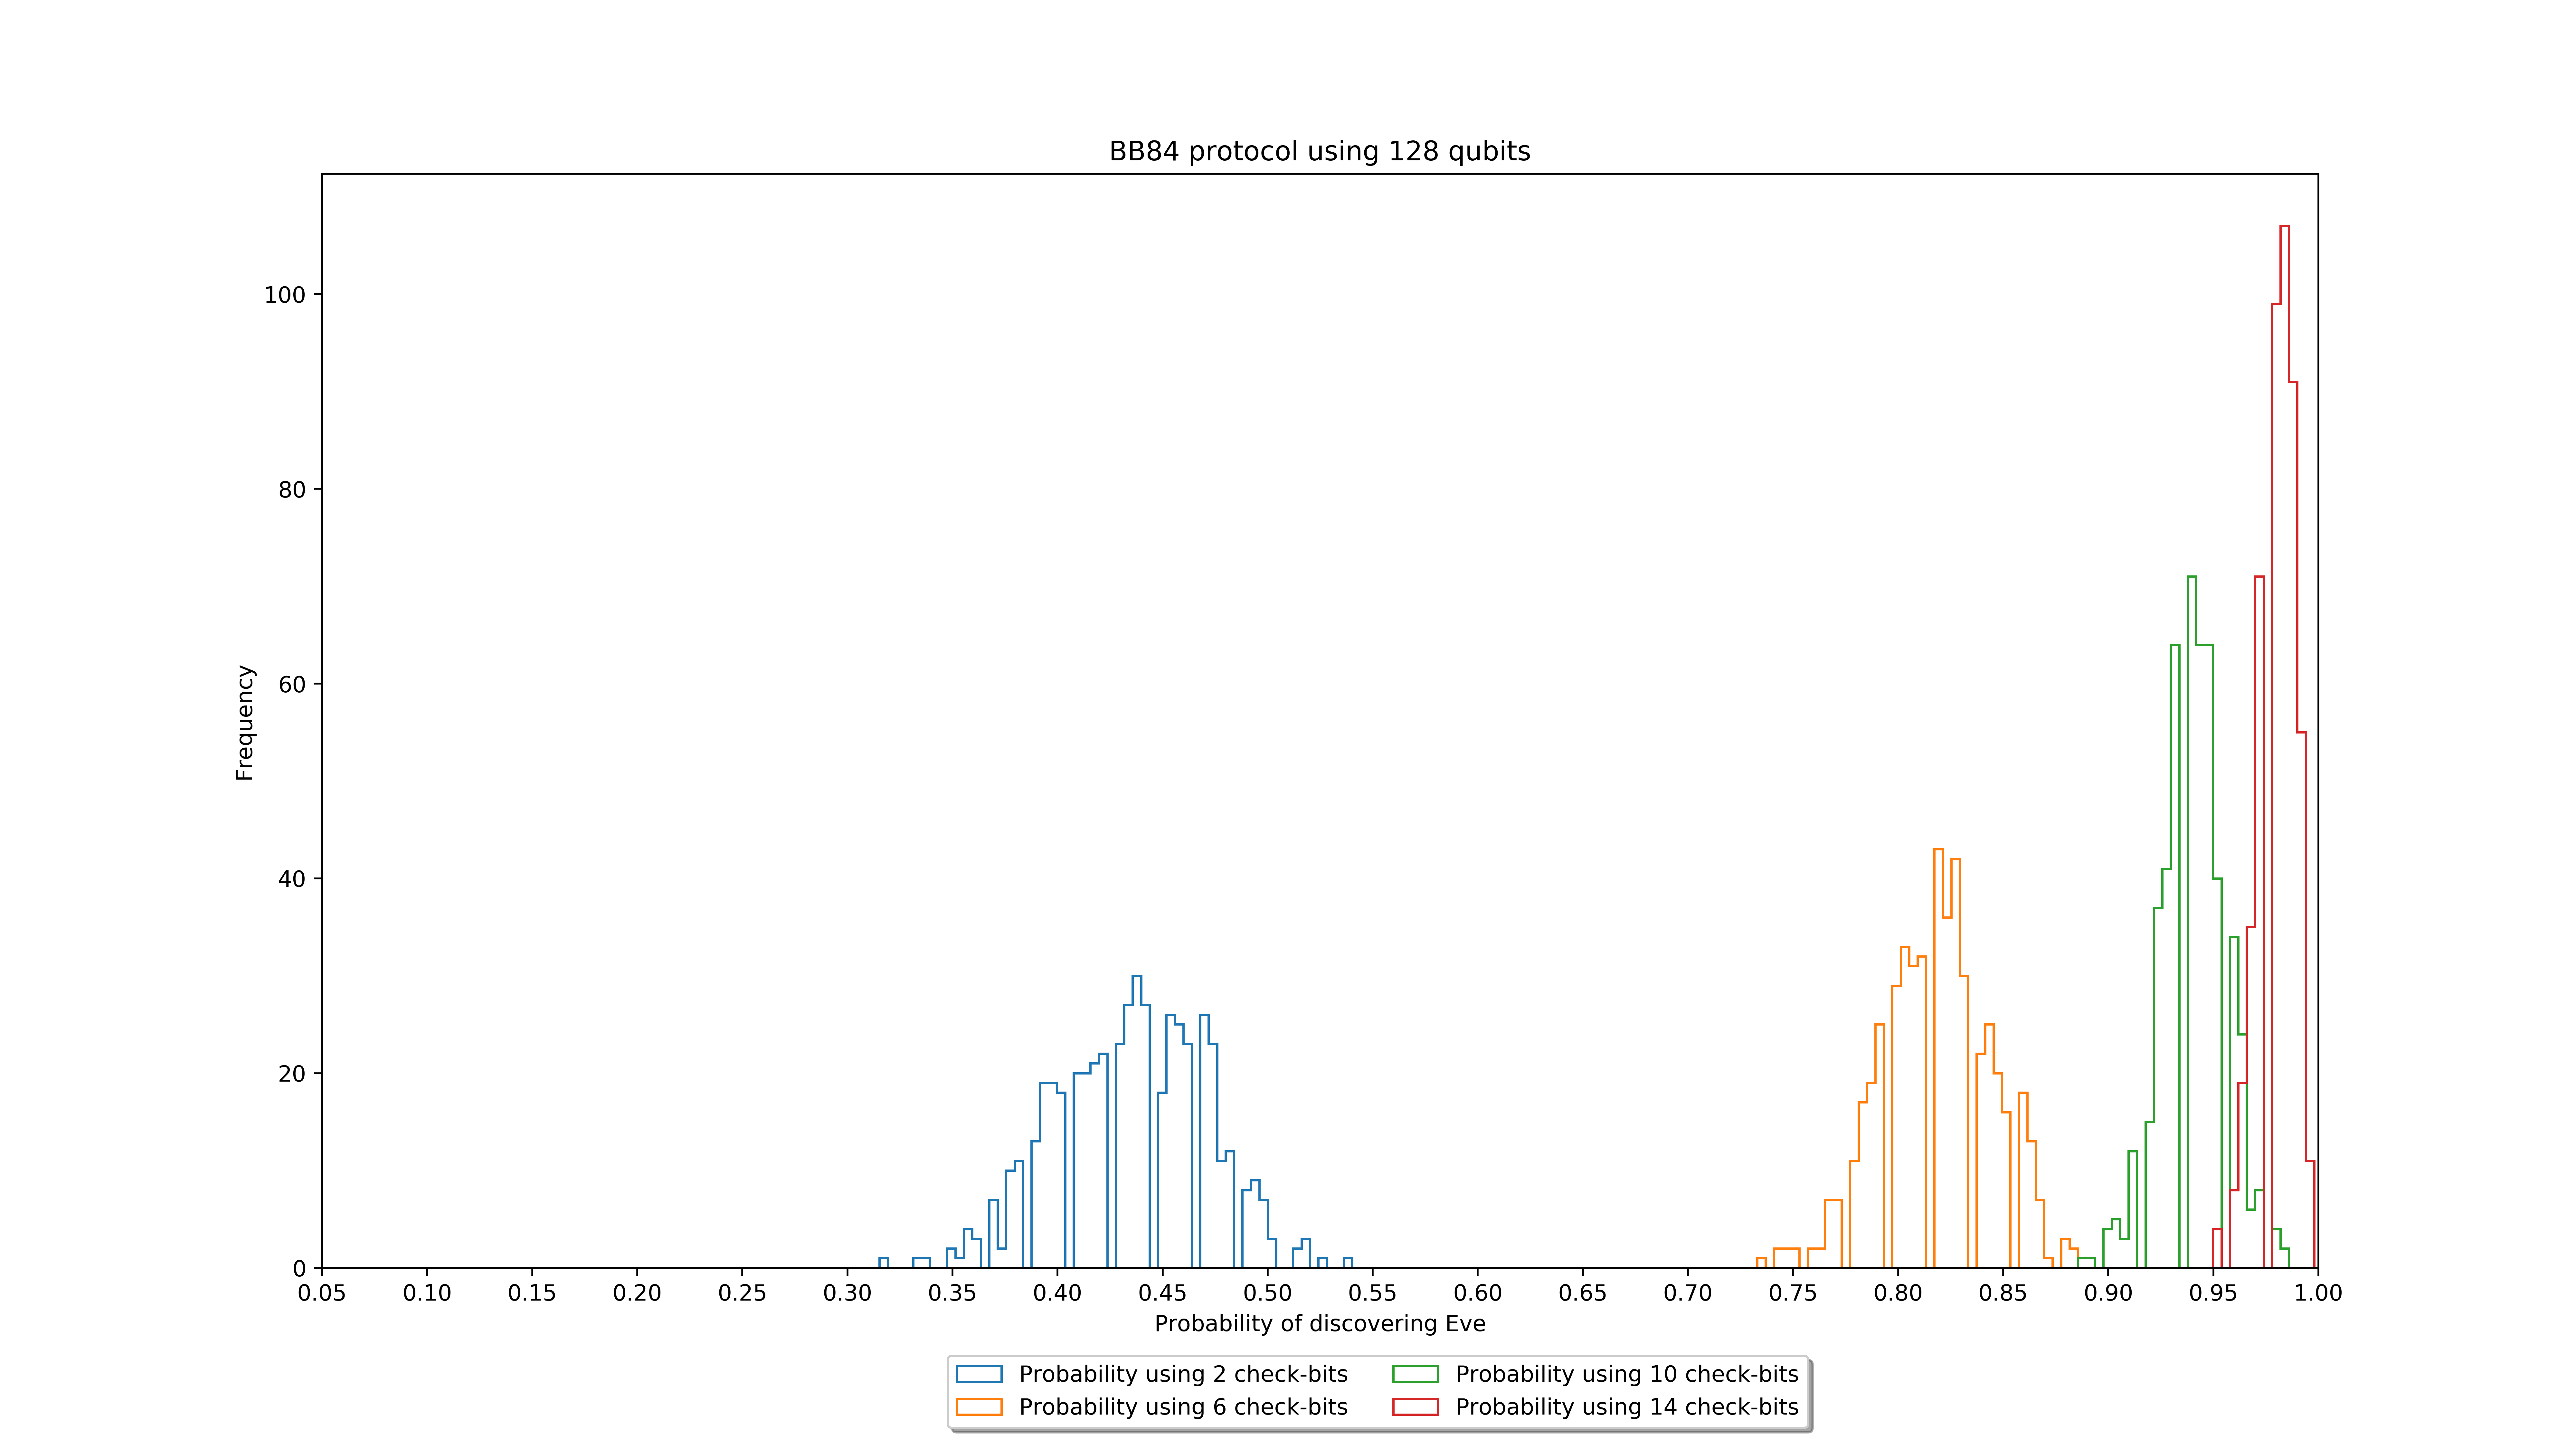 BB84 protocol using 128 qubits
100
80
60
40
20
0
Frequency
0.05 0.10 0.15 0.20 0.25 0.30 0.35 0.40 0.45 0.50 0.55 0.60 0.65 0.70 0.75 0.80 0.85 0.90 0.95 1.00
Probability of discovering Eve
Probability using 2 check-bits
Probability using 6 check-bits
Probability using 10 check-bits
Probability using 14 check-bits